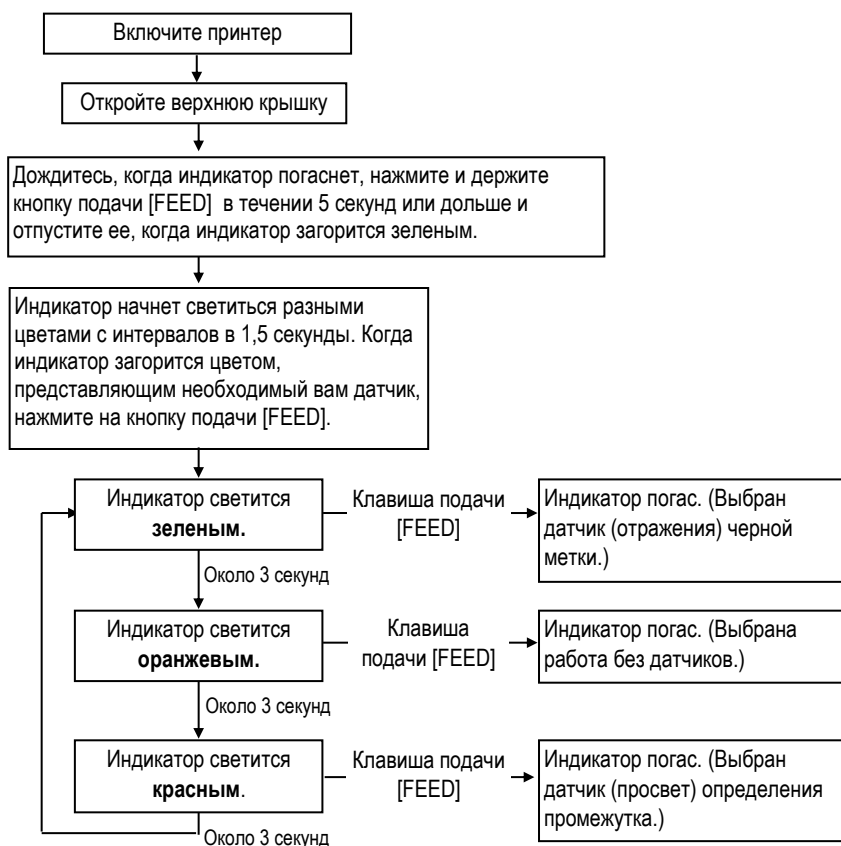 Включите принтер
Откройте верхнюю крышку
Дождитесь, когда индикатор погаснет, нажмите и держите
кнопку подачи [FEED] в течении 5 секунд или дольше и
отпустите ее, когда индикатор загорится зеленым.
Индикатор начнет светиться разными
цветами с интервалов в 1,5 секунды. Когда
индикатор загорится цветом,
представляющим необходимый вам датчик,
нажмите на кнопку подачи [FEED].
Индикатор светится
зеленым.
Клавиша подачи
[FEED]
Индикатор погас. (Выбран
датчик (отражения) черной
метки.)
Около 3 секунд
Индикатор светится
оранжевым.
Клавиша
подачи [FEED]
Индикатор погас. (Выбрана
работа без датчиков.)
Около 3 секунд
Индикатор светится
красным.
Клавиша подачи
[FEED]
Индикатор погас. (Выбран
датчик (просвет) определения
промежутка.)
Около 3 секунд